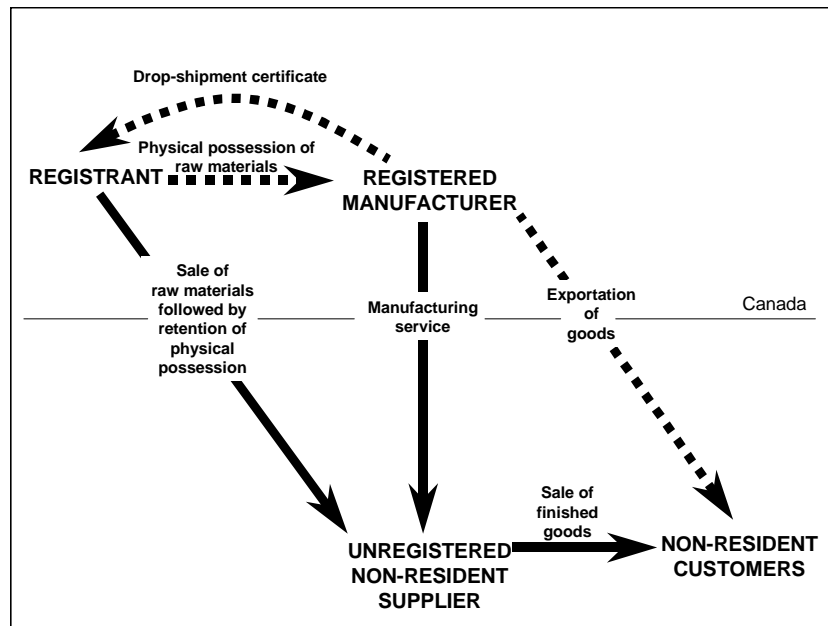 Drop-shipment certificate
Physical possession of
raw materials
REGISTRANT
REGISTERED
MANUFACTURER
Sale of
raw materials
followed by
retention of
physical
possession
Manufacturing
service
Exportation
of
goods
Canada
Sale of
finished
goods
UNREGISTERED
NON-RESIDENT
SUPPLIER
NON-RESIDENT
CUSTOMERS